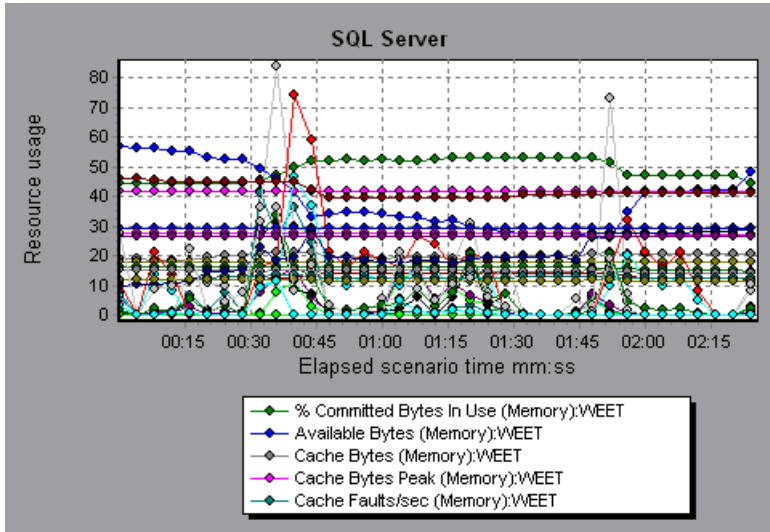 SQL Server
Resource usage
80
70
60
50
40
30
20
10
0
00:15 00:30 00:45 01:00 01:15 01:30 01:45 02:00 02:15
Elapsed scenario time mm:ss
% Committed Bytes In Use (Memory):WEET
Available Bytes (Memory):WEET
Cache Bytes (Memory):WEET
Cache Bytes Peak (Memory):WEET
Cache Faults/sec (Memory):WEET